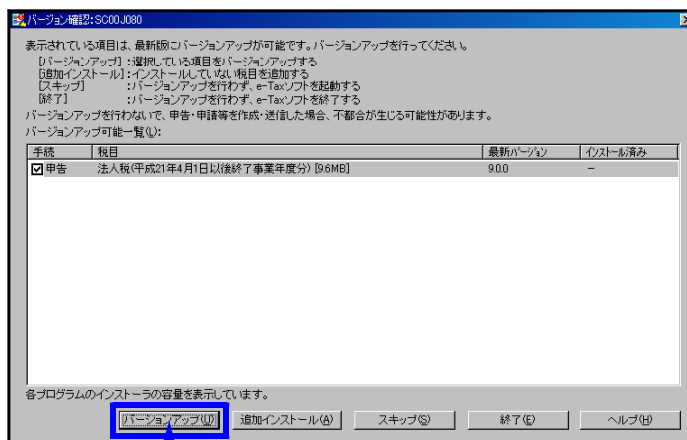 バージョン確認:SC00J080
表示されている項目は、最新版にバージョンアップが可能です。バージョンアップを行ってください。
[バージョンアップ]:選択している項目をバージョンアップする
[追加インストール]:インストールしていない税目を追加する
[スキップ]:バージョンアップを行わず、e-Taxソフトを起動する
[終了]:バージョンアップを行わず、e-Taxソフトを終了する
バージョンアップを行わないで、申告・申請等を作成・送信した場合、不都合が生じる可能性があります。
バージョンアップ可能一覧(L):
手続 税目 最新バージョン インストール済み
申告 法人税(平成21年4月1日以後終了事業年度分) [9.6MB] 9.0.0 −
各プログラムのインストーラの容量を表示しています。
バージョンアップ(U) 追加インストール(A) スキップ(S) 終了(E) ヘルプ(H)